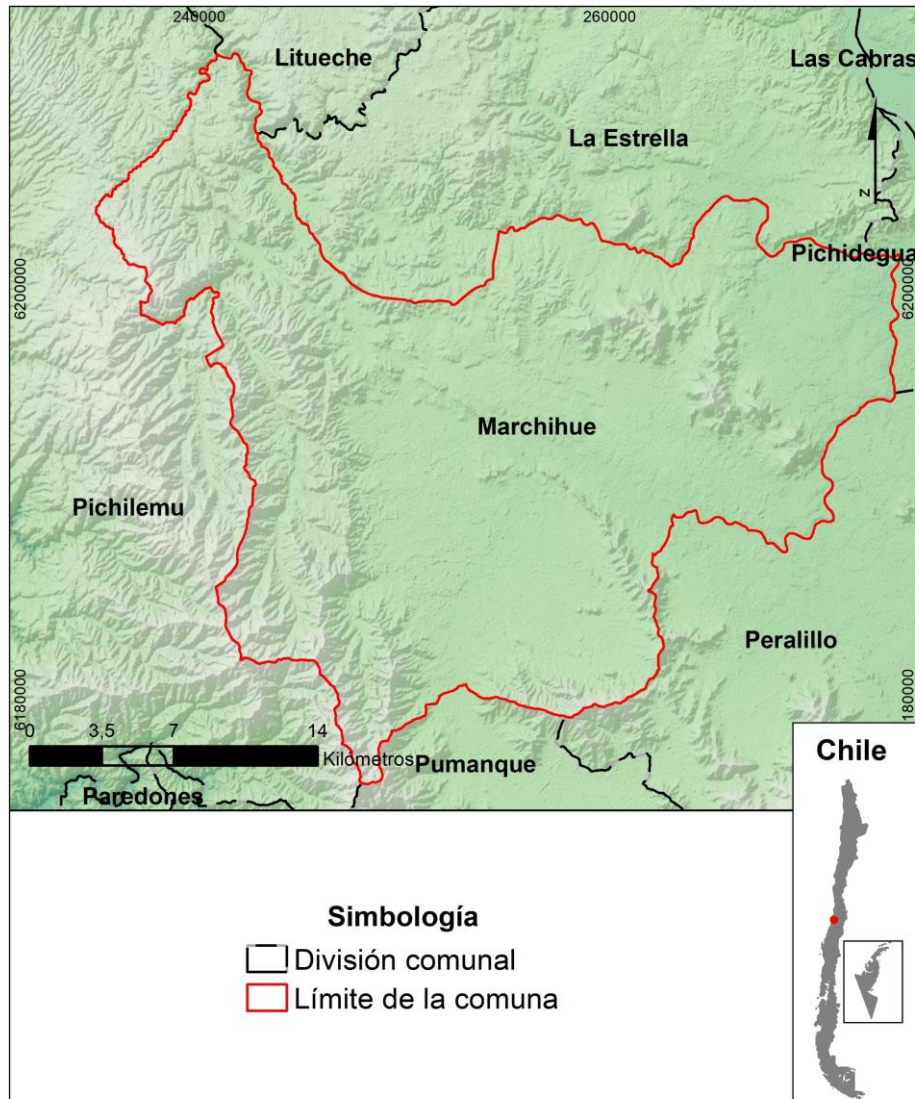 240000
260000
Litueche
Las Cabras
La Estrella
N
Pichidegua
6200000
6200000
Marchihue
Pichilemu
Peralillo
6180000
180000
0 3,5 7 14
Kilómetros
Pumanque
Paredones
Chile
Simbología
División comunal
Límite de la comuna